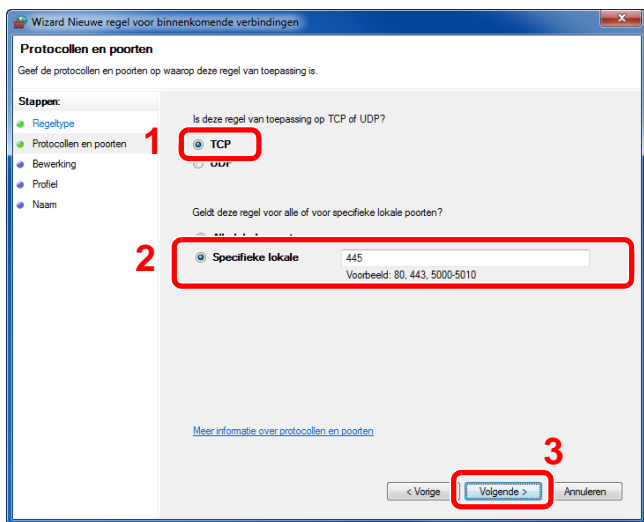 Wizard Nieuwe regel voor binnenkomende verbindingen
Protocollen en poorten
Geef de protocollen en poorten op waarop deze regel van toepassing is.
Stappen:
Regeltype
Protocollen en poorten
Bewerking
Profiel
Naam
Is deze regel van toepassing op TCP of UDP?
1
TCP
UDP
Geldt deze regel voor alle of voor specifieke lokale poorten?
2
Specifieke lokale
445
Voorbeeld: 80, 443, 5000-5010
Meer informatie over protocollen en poorten
3
< Vorige
Volgende >
Annuleren